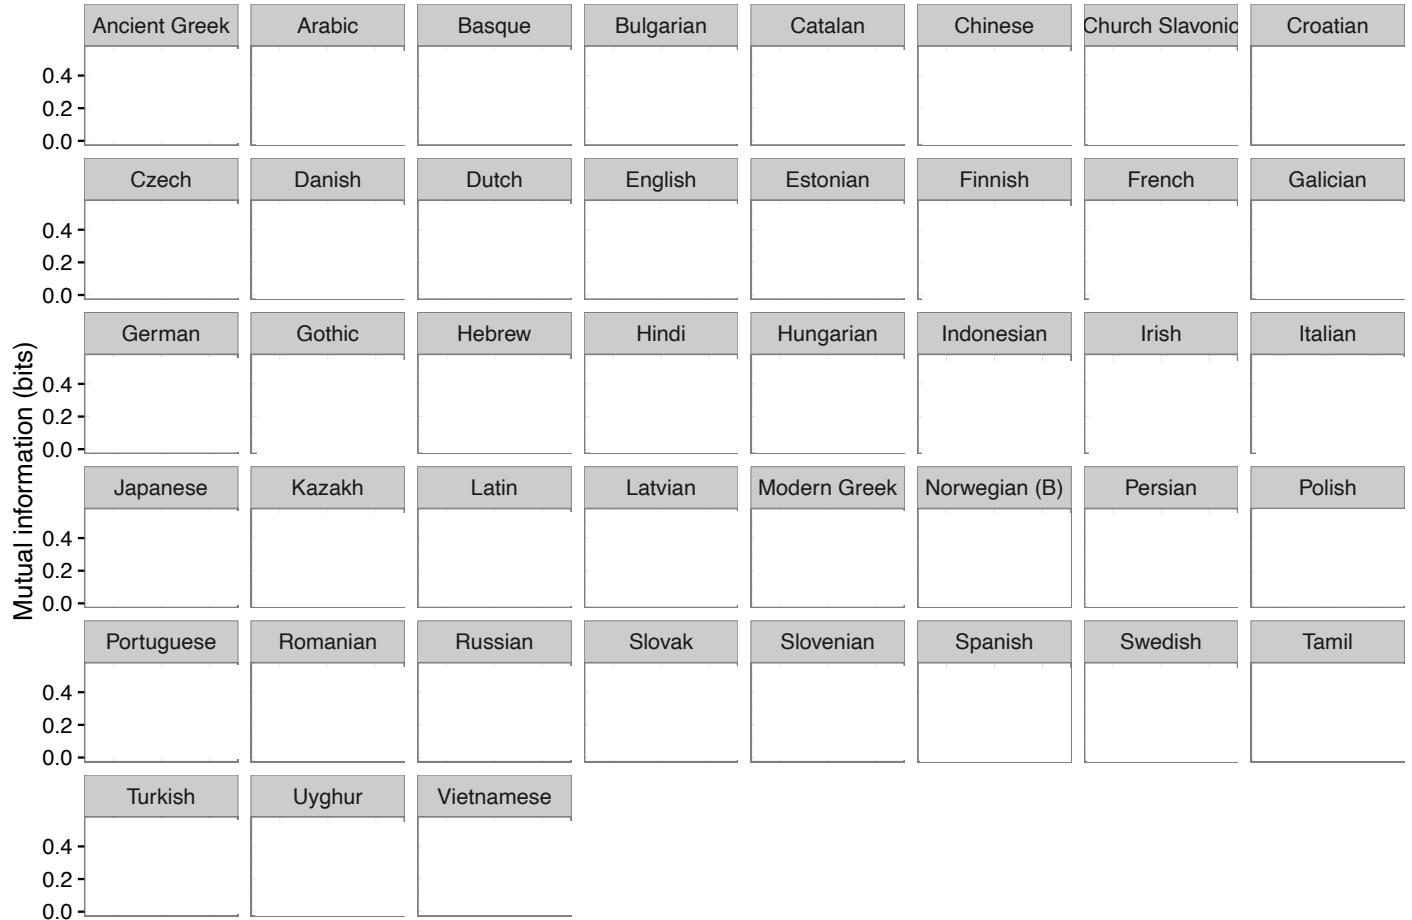 Ancient Greek Arabic Basque Bulgarian Catalan Chinese Church Slavonic Croatian
0.4
0.2
0.0
Czech Danish Dutch English Estonian Finnish French Galician
0.4
0.2
0.0
German Gothic Hebrew Hindi Hungarian Indonesian Irish Italian
0.4
0.2
0.0
Mutual information (bits)
Japanese Kazakh Latin Latvian Modern Greek Norwegian (B) Persian Polish
0.4
0.2
0.0
Portuguese Romanian Russian Slovak Slovenian Spanish Swedish Tamil
0.4
0.2
0.0
Turkish Uyghur Vietnamese
0.4
0.2
0.0